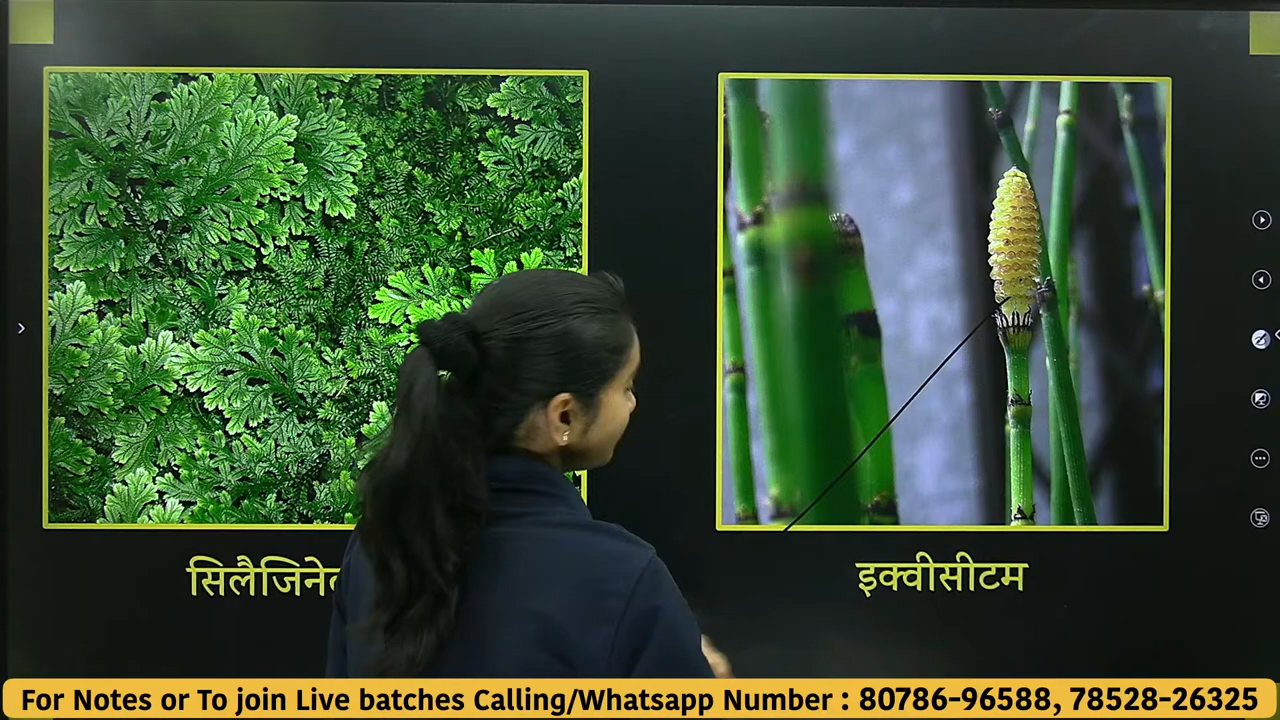 इक्वीसीटम
For Notes or To join Live batches Calling/Whatsapp Number : 80786-96588, 78528-26325